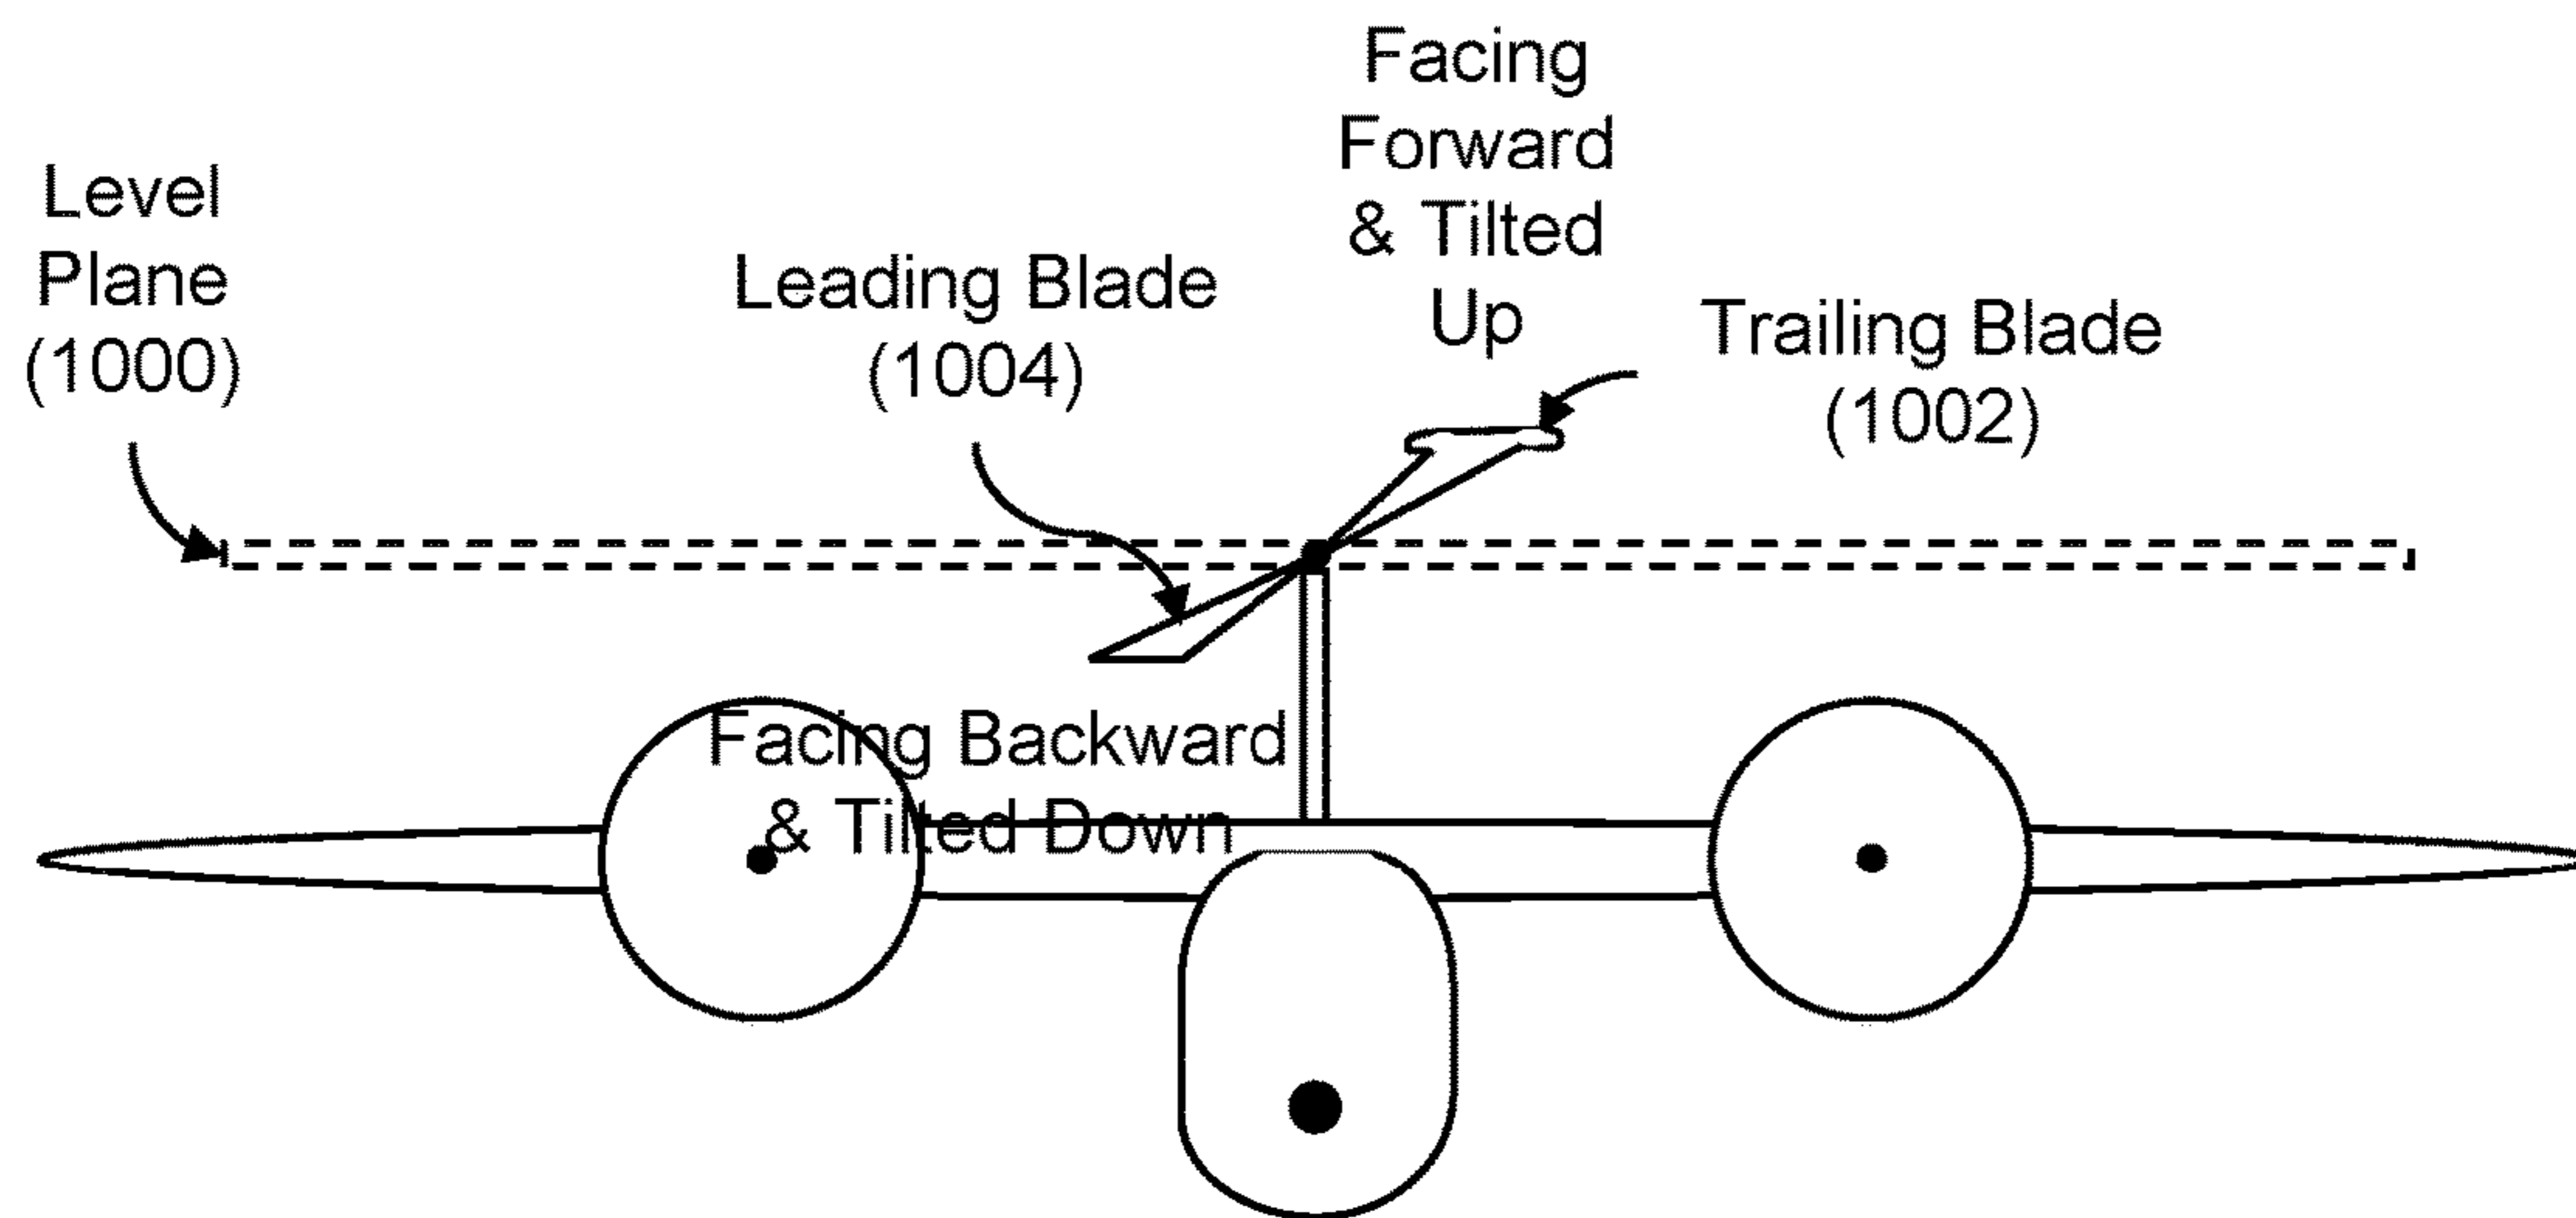 Facing
Forward
& Tilted
Up
Level
Plane
(1000)
Leading Blade
(1004)
Trailing Blade
(1002)
Facing Backward
& Tilted Down